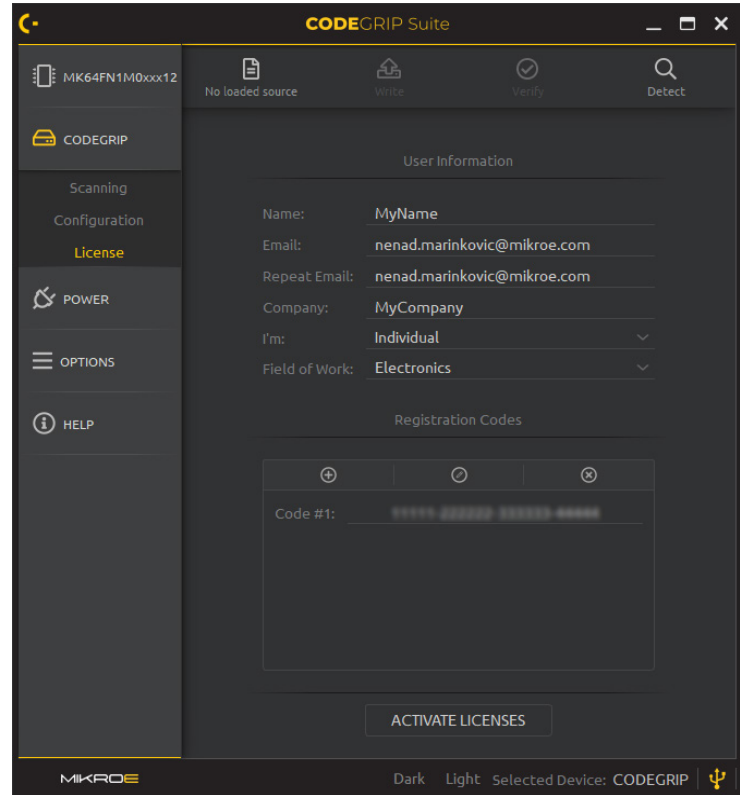 CODEGRIP Suite
MK64FN1M0xxx12
No loaded source
Write
Verify
Detect
CODEGRIP
Scanning
Configuration
License
POWER
OPTIONS
HELP
User Information
Name: MyName
Email: nenad.marinkovic@mikroe.com
Repeat Email: nenad.marinkovic@mikroe.com
Company: MyCompany
I'm: Individual
Field of Work: Electronics
Registration Codes
Code #1:
ACTIVATE LICENSES
MIKROE
Dark Light Selected Device: CODEGRIP